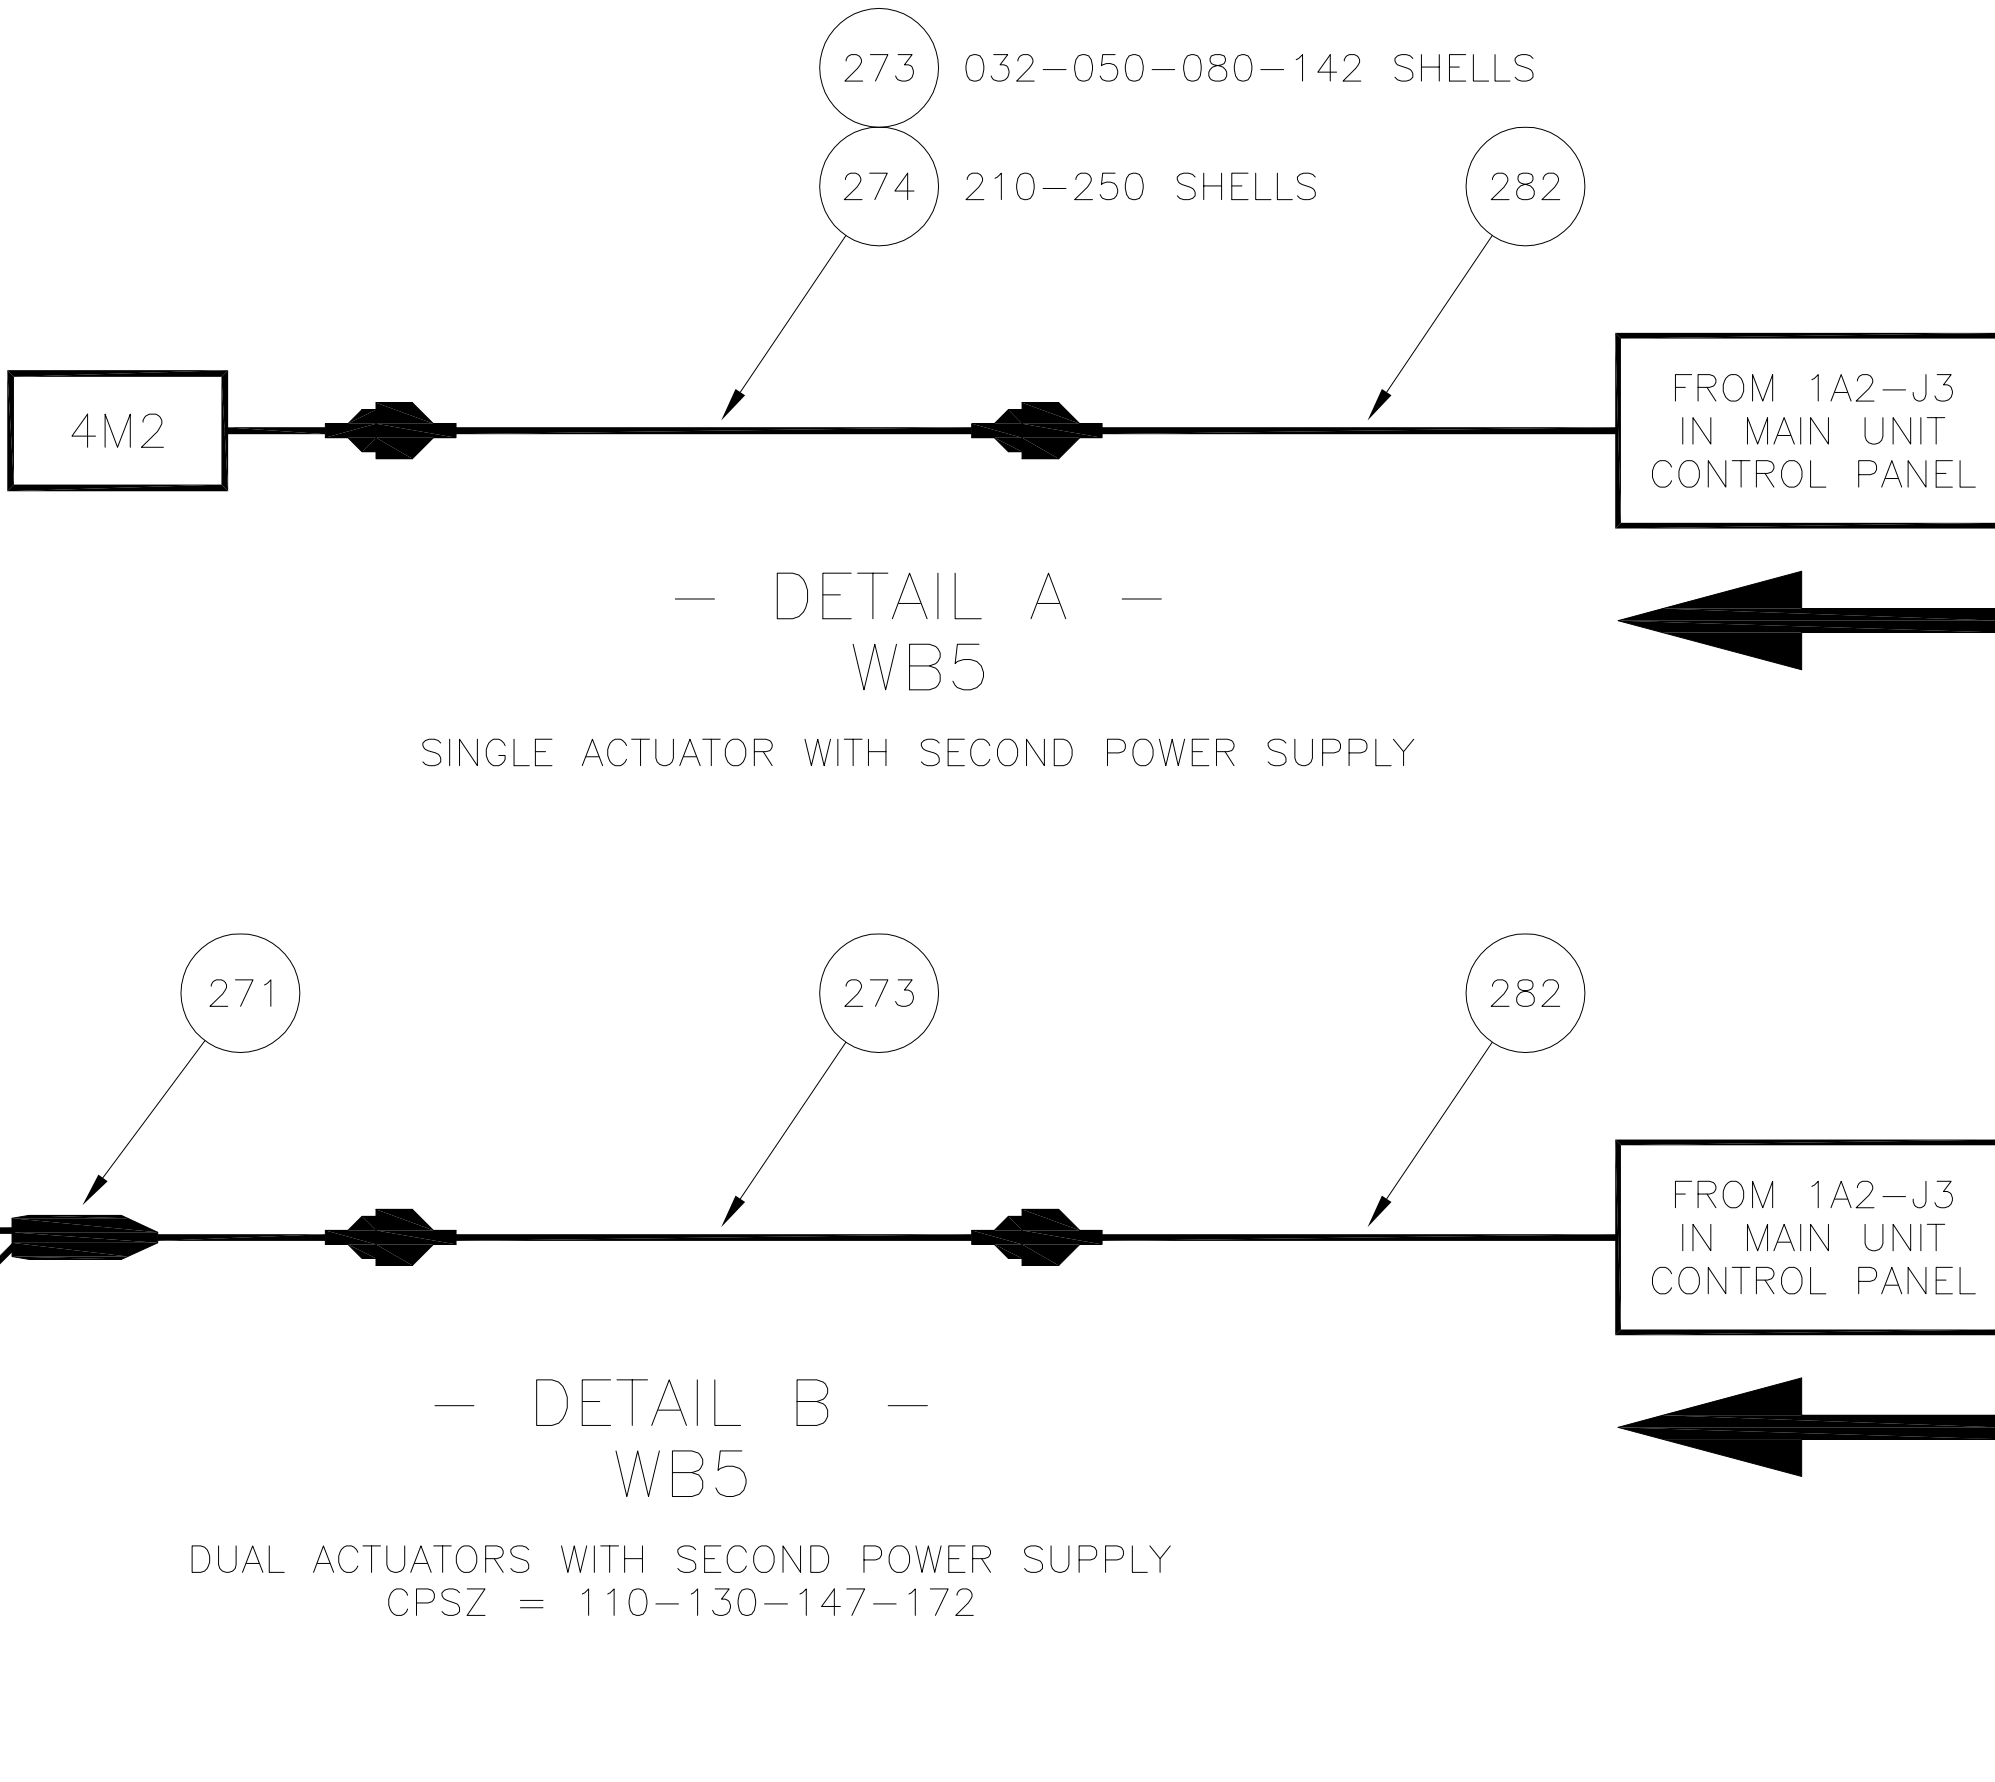 273 032-050-080-142 SHELLS
274 210-250 SHELLS
282
4M2
FROM 1A2-J3
IN MAIN UNIT
CONTROL PANEL
- DETAIL A -
WB5
SINGLE ACTUATOR WITH SECOND POWER SUPPLY
271
273
282
FROM 1A2-J3
IN MAIN UNIT
CONTROL PANEL
- DETAIL B -
WB5
DUAL ACTUATORS WITH SECOND POWER SUPPLY
CPSZ = 110-130-147-172